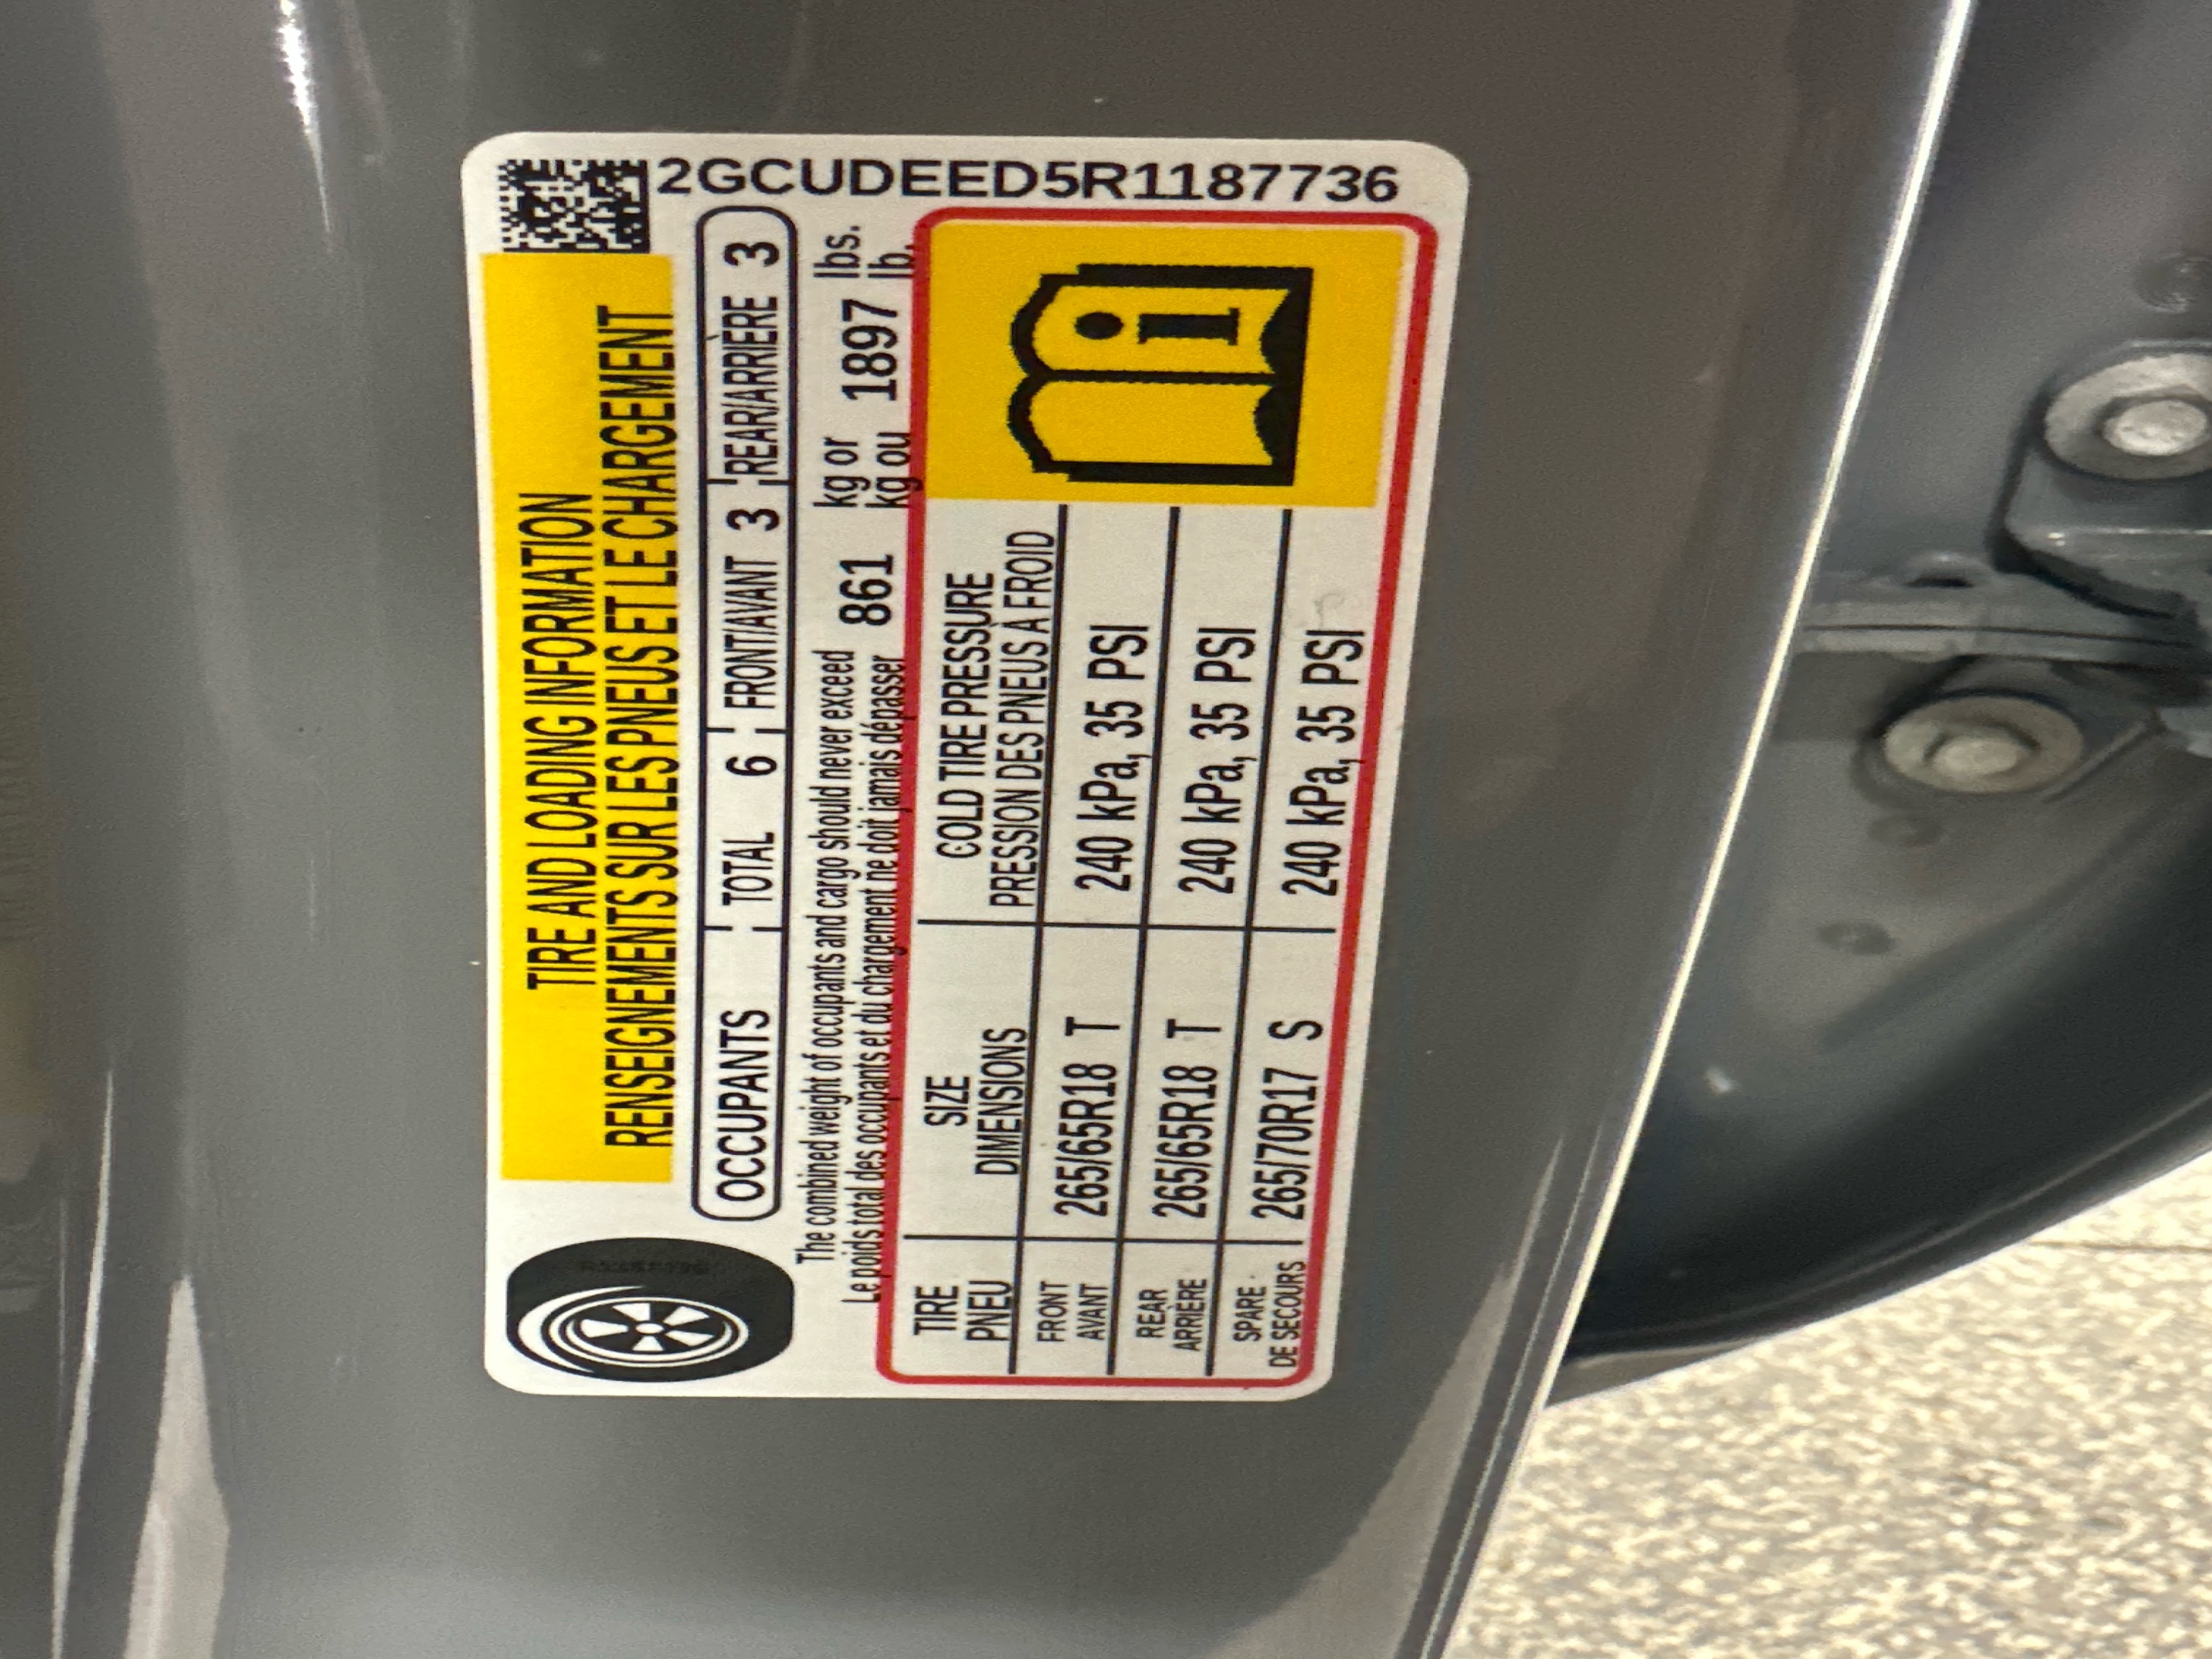 TIRE AND LOADING INFORMATION
RENSEIGNEMENTS SUR LES PNEUS ET LE CHARGEMENT
OCCUPANTS TOTAL 6 FRONT/AVANT 3 REAR/ARRIÈRE 3
The combined weight of occupants and cargo should never exceed kg or lbs.
861 1897
Le poids total des occupants et du chargement ne doit jamais dépasser kg ou lb.
TIRE SIZE COLD TIRE PRESSURE
PNEU DIMENSIONS PRESSION DES PNEUS À FROID
FRONT
AVANT 265/65R18 T 240 kPa, 35 PSI
REAR
ARRIÈRE 265/65R18 T 240 kPa, 35 PSI
SPARE
DE SECOURS 265/70R17 S 240 kPa, 35 PSI
i
2GCUDEED5R1187736